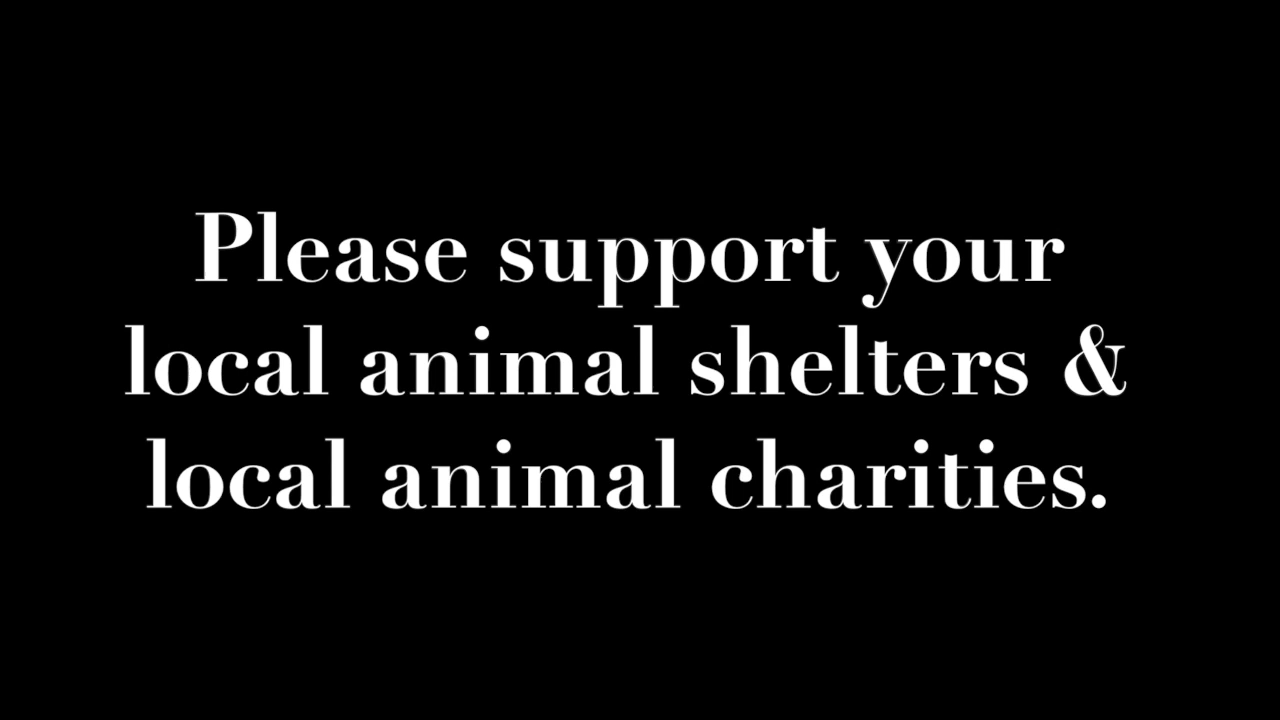 Please support your
local animal shelters &
local animal charities.